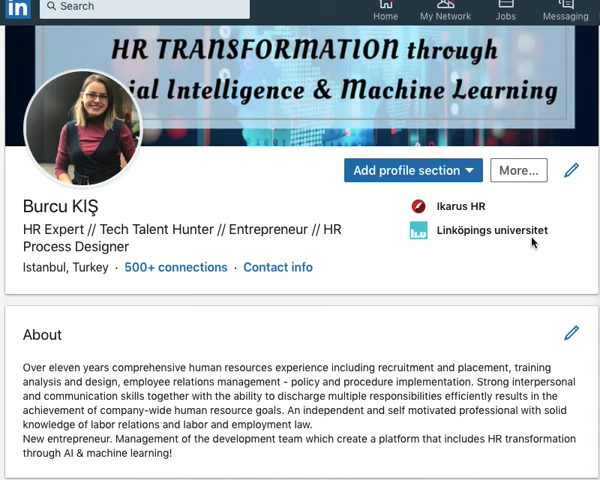 in
Search
Home
My Network
Jobs
Messaging
HR TRANSFORMATION through
ial Intelligence & Machine Learning
Add profile section
More...
Burcu KIŞ
HR Expert // Tech Talent Hunter // Entrepreneur // HR
Process Designer
Istanbul, Turkey · 500+ connections · Contact info
Ikarus HR
li.u
Linköpings universitet
About
Over eleven years comprehensive human resources experience including recruitment and placement, training
analysis and design, employee relations management - policy and procedure implementation. Strong interpersonal
and communication skills together with the ability to discharge multiple responsibilities efficiently results in the
achievement of company-wide human resource goals. An independent and self motivated professional with solid
knowledge of labor relations and labor and employment law.
New entrepreneur. Management of the development team which create a platform that includes HR transformation
through AI & machine learning!